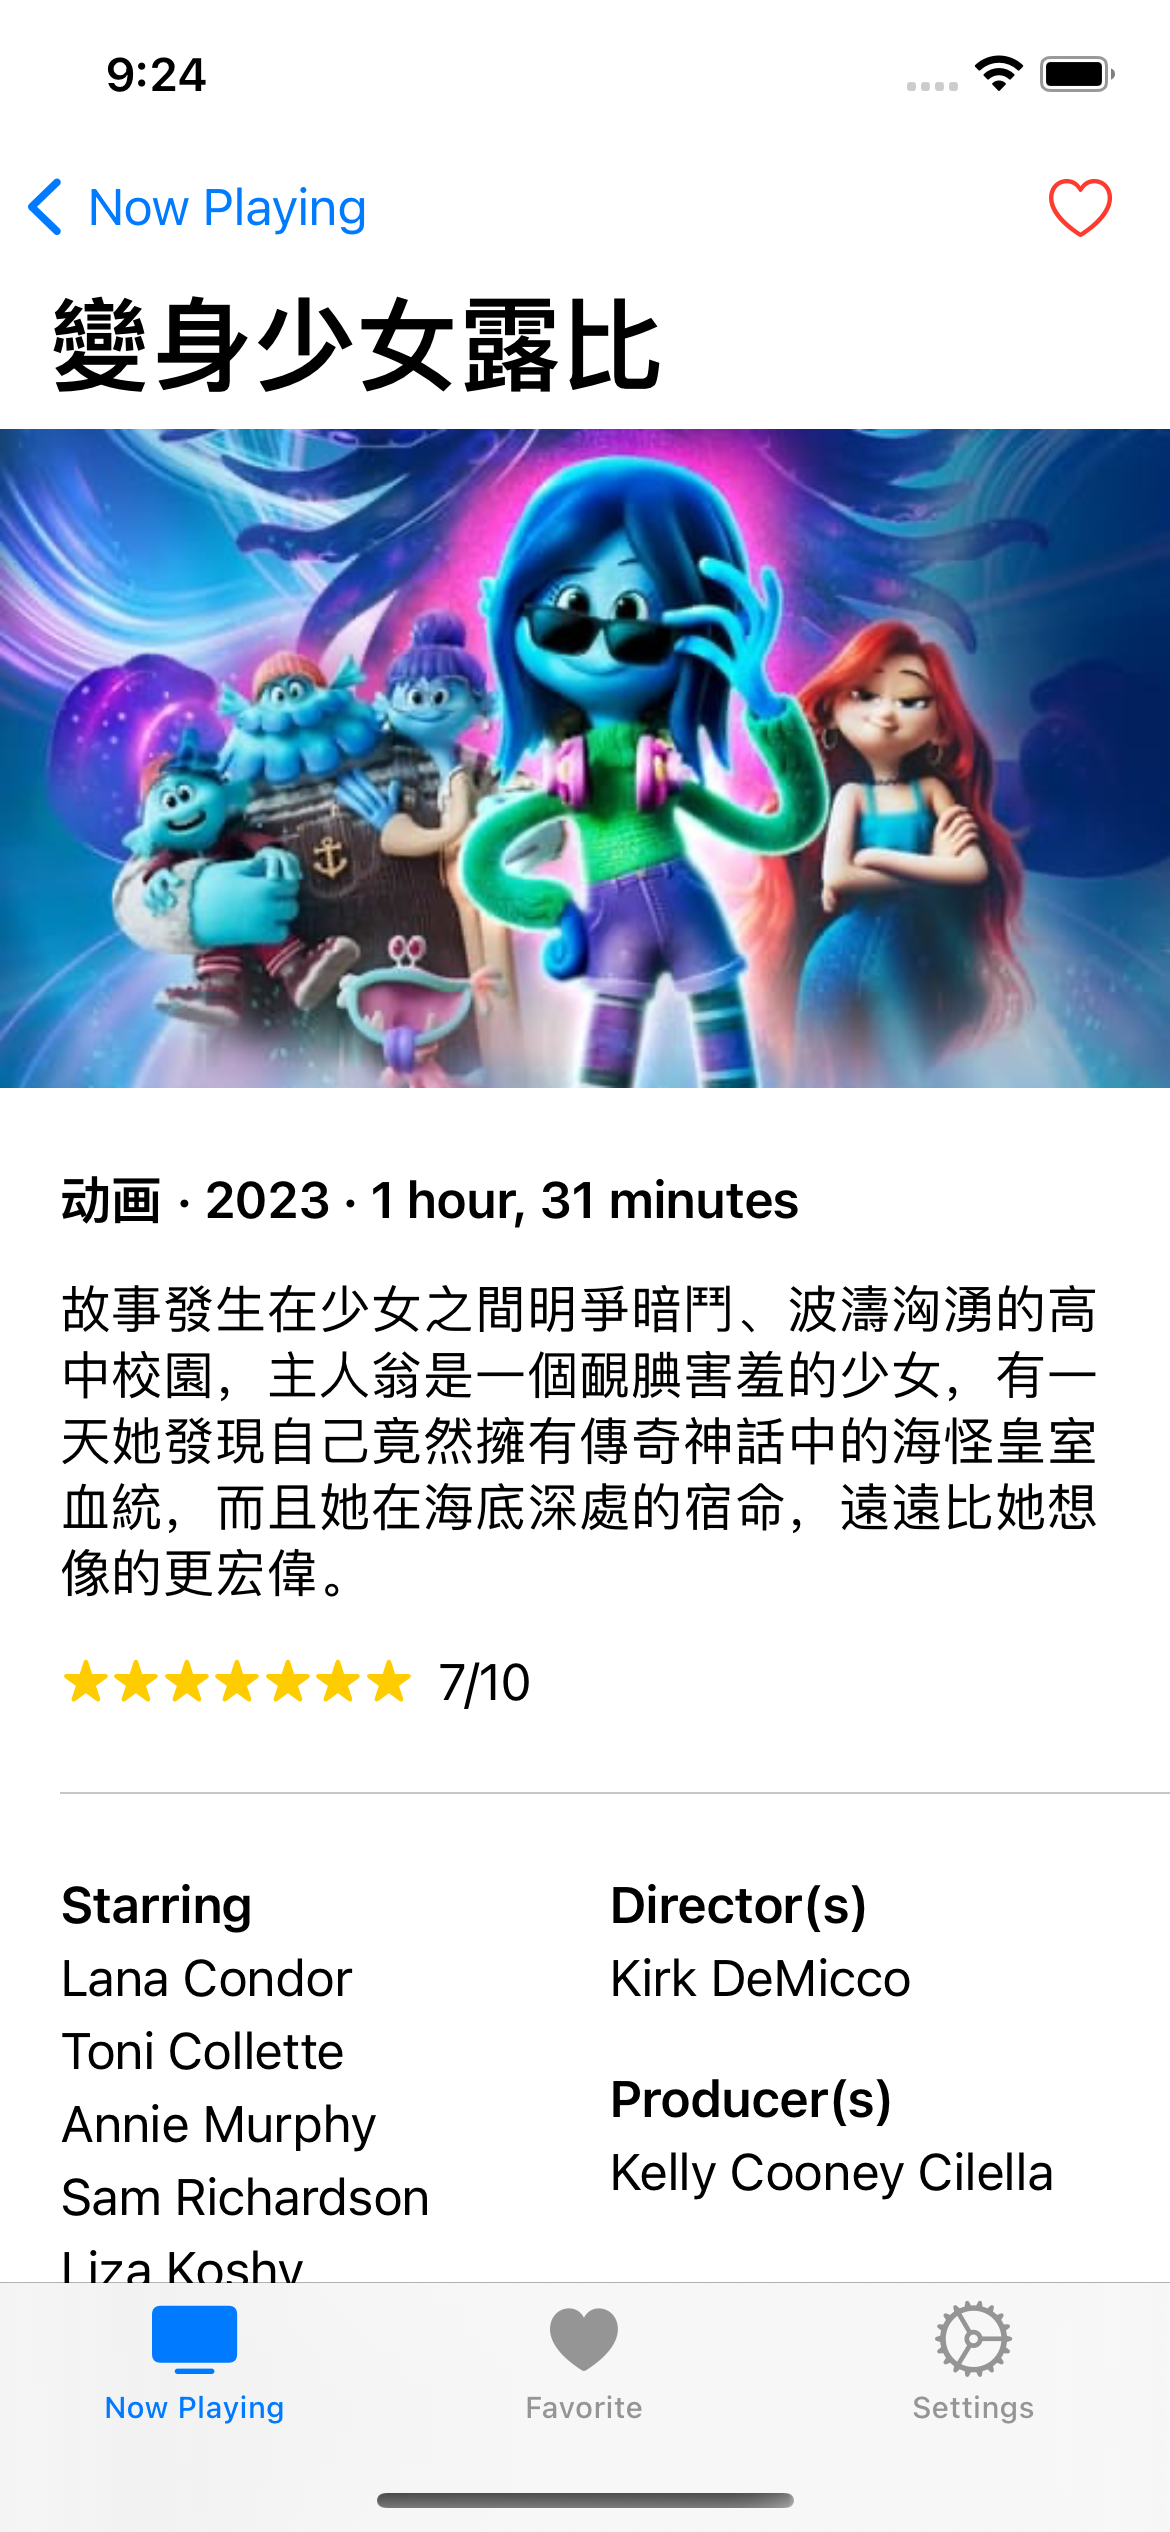 9:24
Now Playing
變身少女露比
动画 · 2023 · 1 hour, 31 minutes
故事發生在少女之間明爭暗鬥、波濤洶湧的高
中校園，主人翁是一個靦腆害羞的少女，有一
天她發現自己竟然擁有傳奇神話中的海怪皇室
血統，而且她在海底深處的宿命，遠遠比她想
像的更宏偉。
7/10
Starring
Lana Condor
Toni Collette
Annie Murphy
Sam Richardson
Liza Koshy
Director(s)
Kirk DeMicco
Producer(s)
Kelly Cooney Cilella
Now Playing
Favorite
Settings